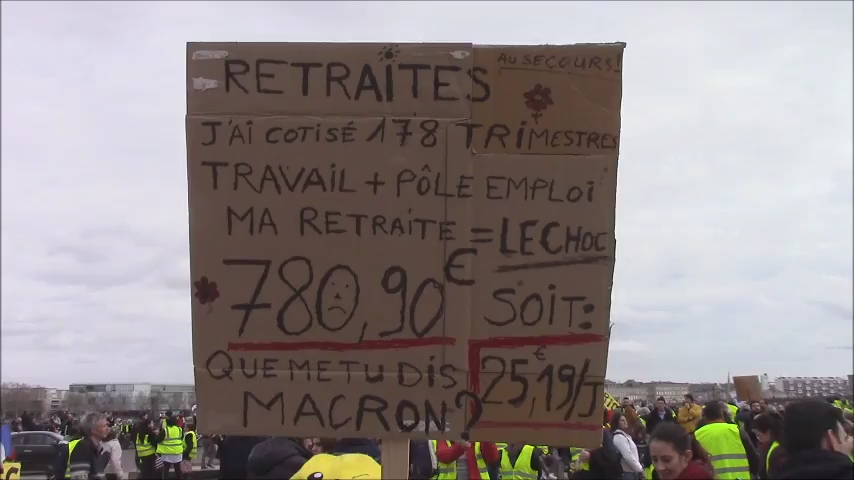 AU SECOURS!
RETRAITES
J'AI COTISÉ 178 TRIMESTRES
TRAVAIL + PÔLE EMPLOI
MA RETRAITE = LE CHOC
780,90€ SOIT:
QUE ME TU DIS 25,19€/J
MACRON?